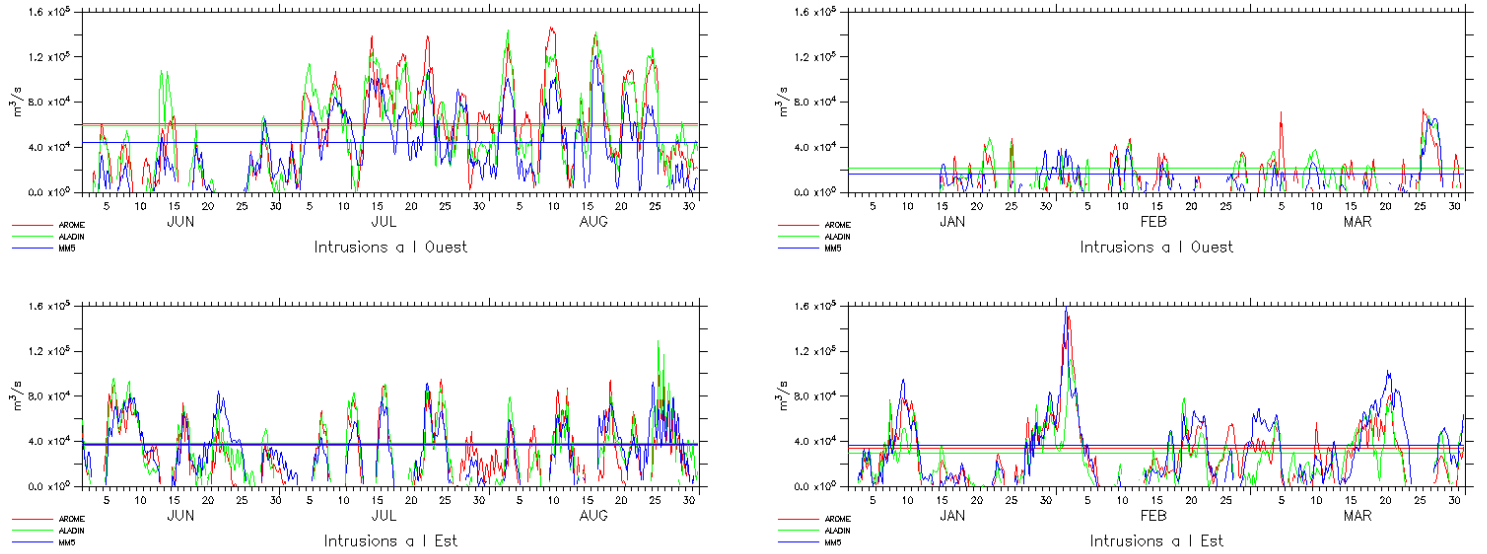 1.6 x10⁵
1.2 x10⁵
8.0 x10⁴
4.0 x10⁴
0.0 x10⁰
m³/s
5 10 15 20 25 30 5 10 15 20 25 30 5 10 15 20 25 30
JUN JUL AUG
AROME
ALADIN
MM5
Intrusions a l Ouest
1.6 x10⁵
1.2 x10⁵
8.0 x10⁴
4.0 x10⁴
0.0 x10⁰
m³/s
5 10 15 20 25 30 5 10 15 20 25 5 10 15 20 25 30
JAN FEB MAR
AROME
ALADIN
MM5
Intrusions a l Ouest
1.6 x10⁵
1.2 x10⁵
8.0 x10⁴
4.0 x10⁴
0.0 x10⁰
m³/s
5 10 15 20 25 30 5 10 15 20 25 30 5 10 15 20 25 30
JUN JUL AUG
AROME
ALADIN
MM5
Intrusions a l Est
1.6 x10⁵
1.2 x10⁵
8.0 x10⁴
4.0 x10⁴
0.0 x10⁰
m³/s
5 10 15 20 25 30 5 10 15 20 25 5 10 15 20 25 30
JAN FEB MAR
AROME
ALADIN
MM5
Intrusions a l Est